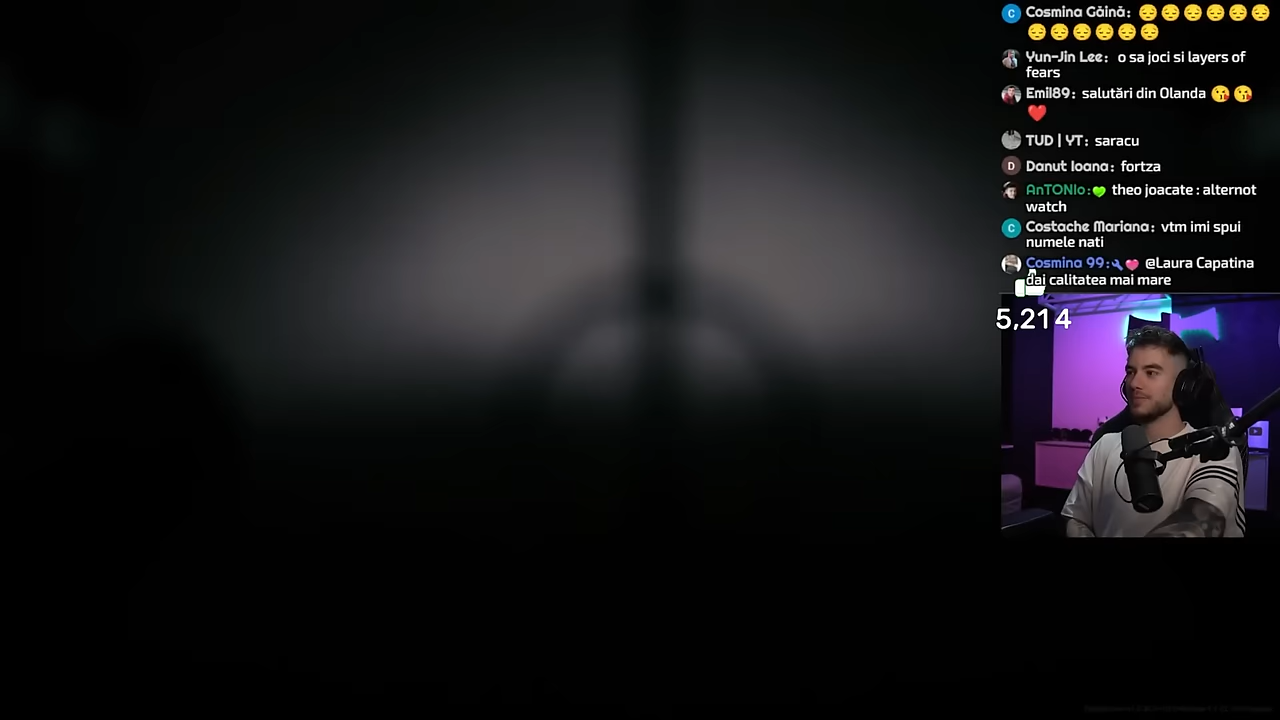 Cosmina Găină: 😔😔😔😔😔😔
😔😔😔😔😔😔
Yun-Jin Lee: o sa joci si layers of
fears
Emil89: salutări din Olanda 😘😘
❤️
TUD | YT: saracu
D Danut Ioana: fortza
AnTONIo:💚 theo joacate : alternot
watch
C Costache Mariana: vtm imi spui
numele nati
Cosmina 99:🔧💗 @Laura Capatina
dai calitatea mai mare
5,214